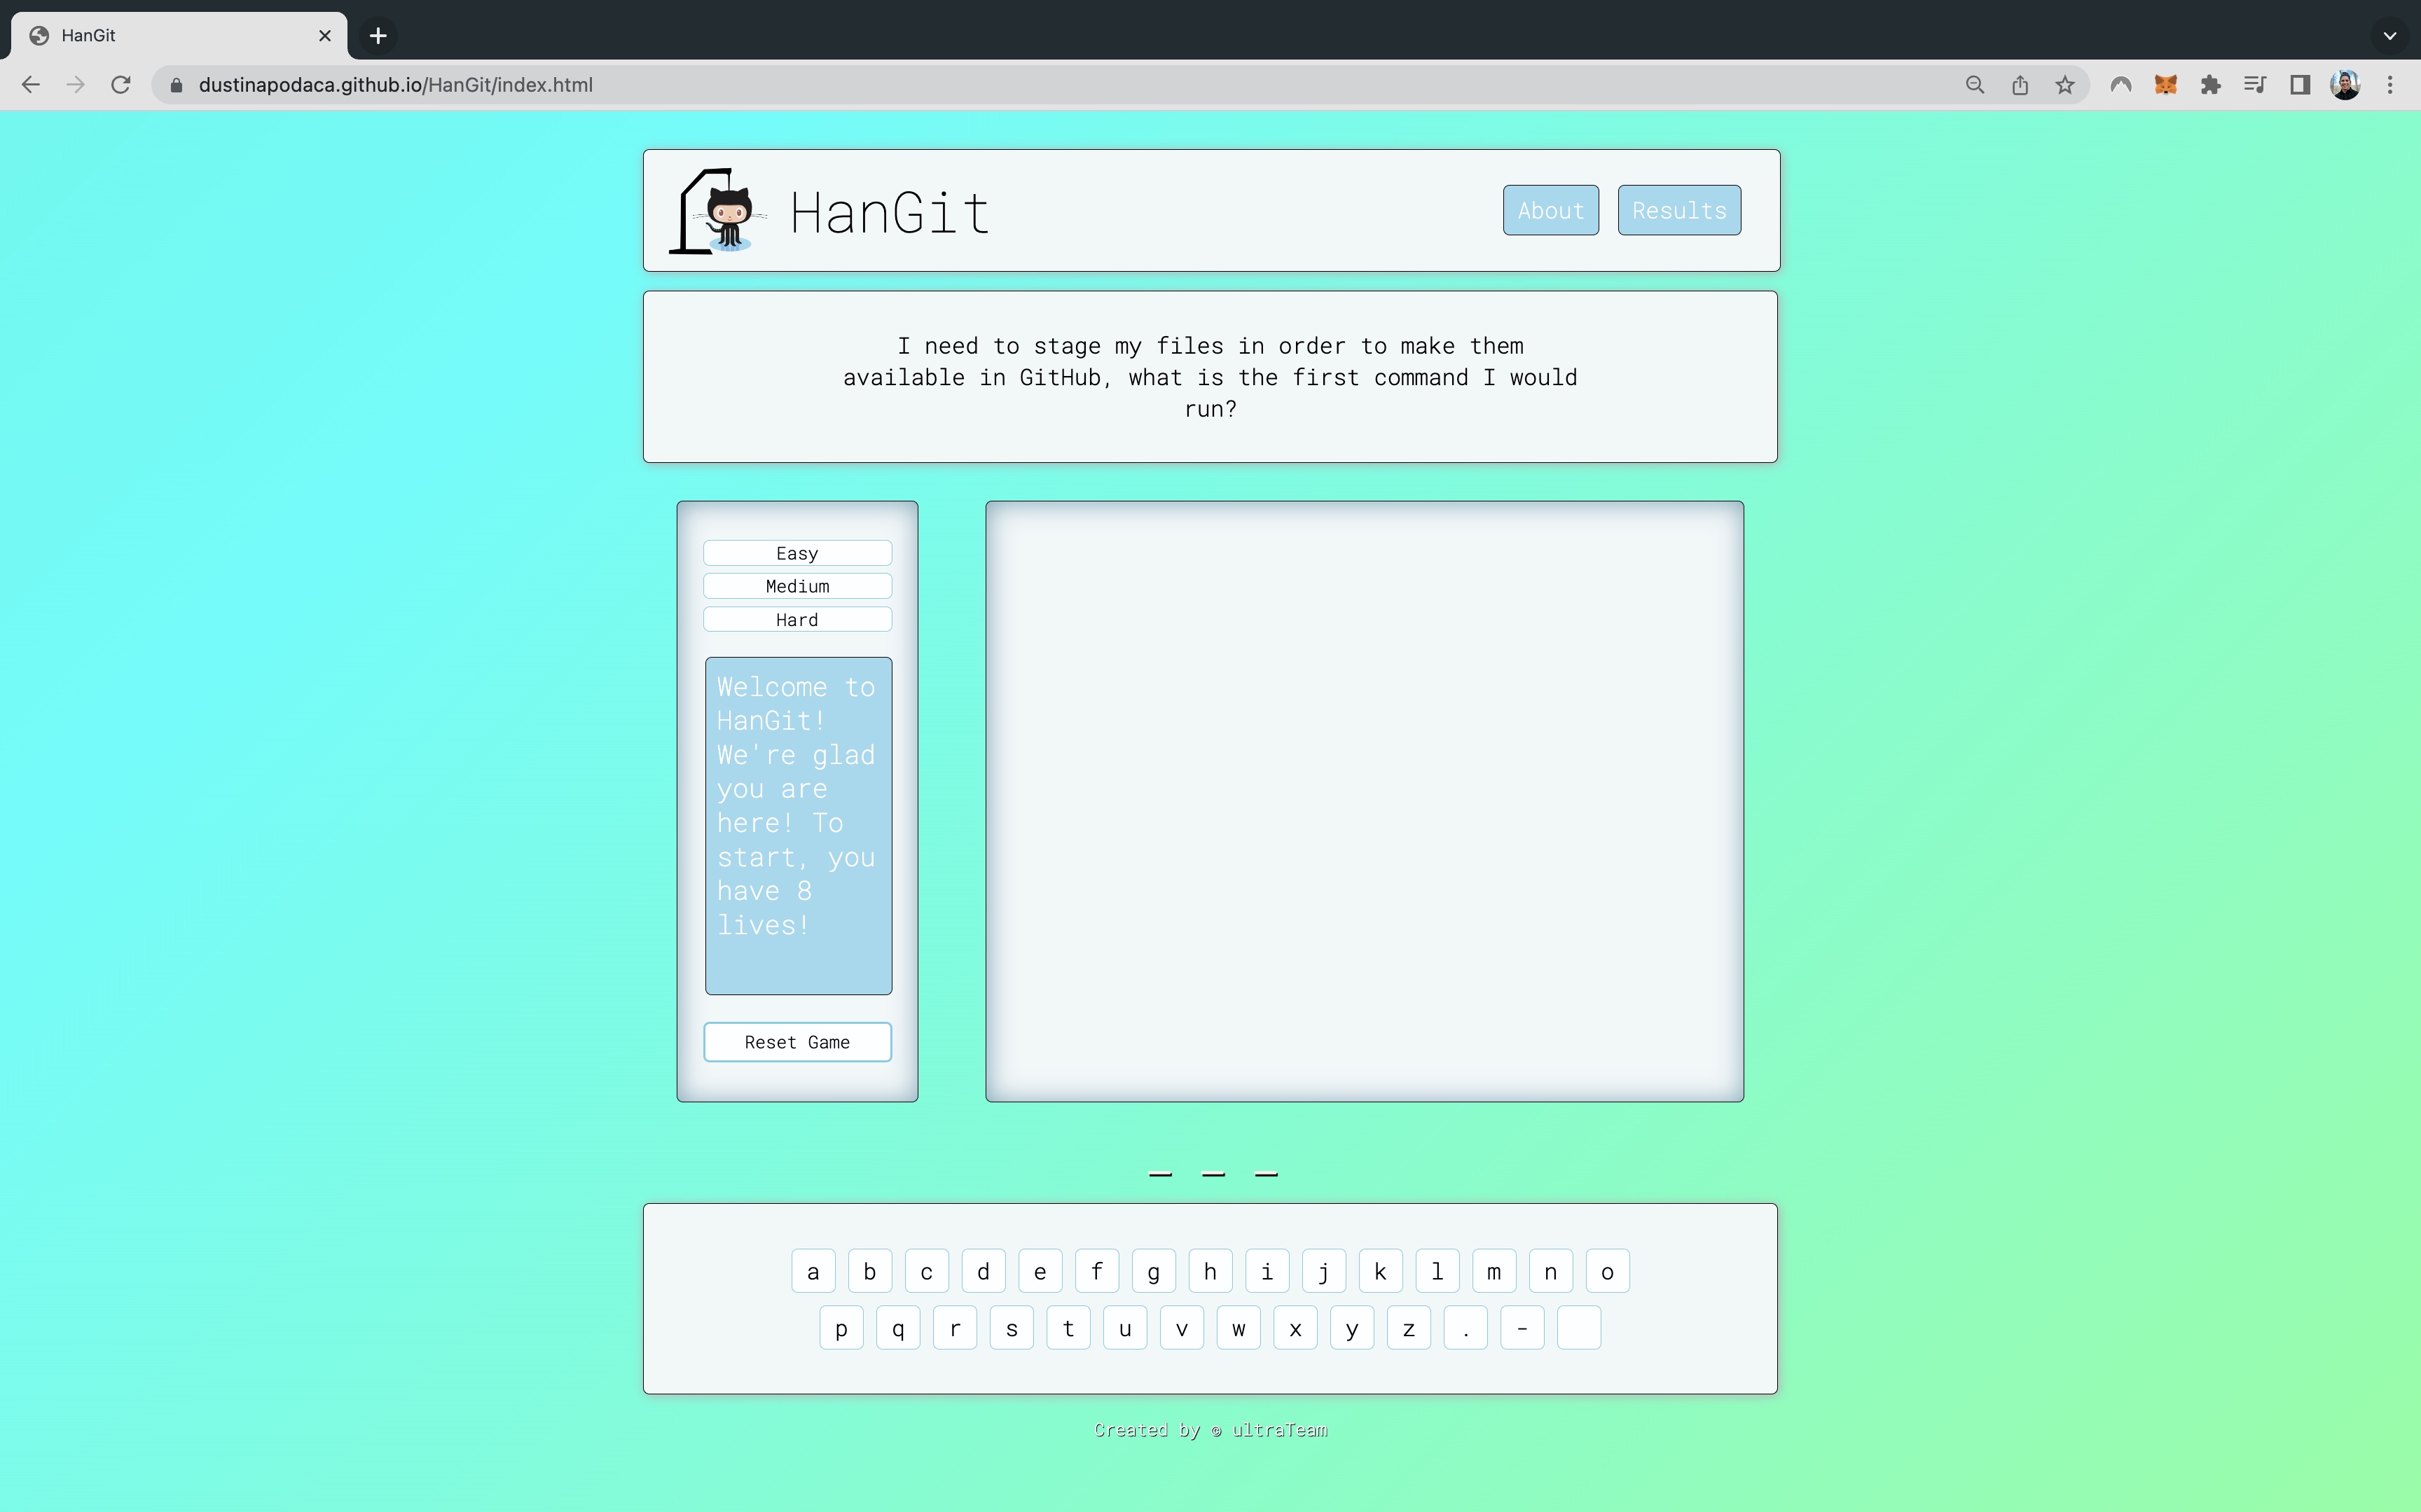 HanGit
dustinapodaca.github.io/HanGit/index.html
HanGit
About
Results
I need to stage my files in order to make them
available in GitHub, what is the first command I would
run?
Easy
Medium
Hard
Welcome to
HanGit!
We're glad
you are
here! To
start, you
have 8
lives!
Reset Game
_ _ _
a b c d e f g h i j k l m n o
p q r s t u v w x y z . -
Created by © ultraTeam